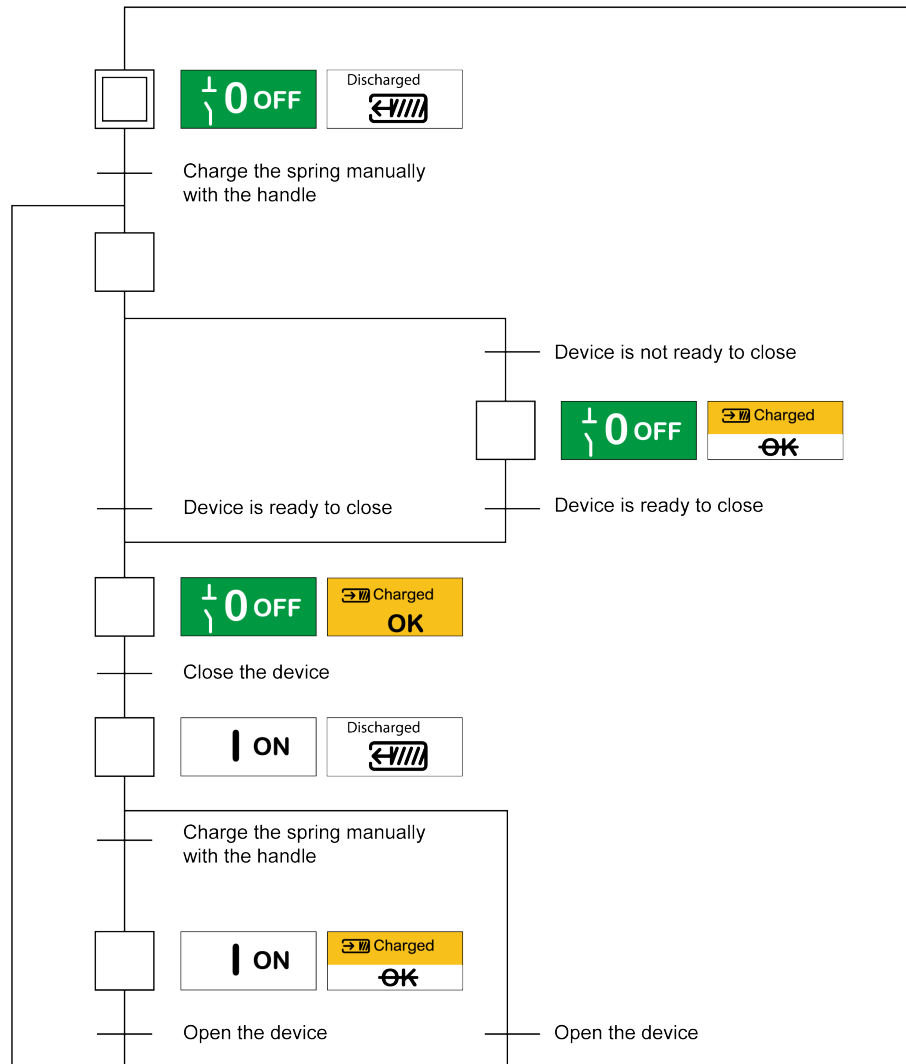 0 OFF
Discharged
Charge the spring manually
with the handle
Device is not ready to close
0 OFF
Charged
OK
Device is ready to close
Device is ready to close
0 OFF
Charged
OK
Close the device
I ON
Discharged
Charge the spring manually
with the handle
I ON
Charged
OK
Open the device
Open the device